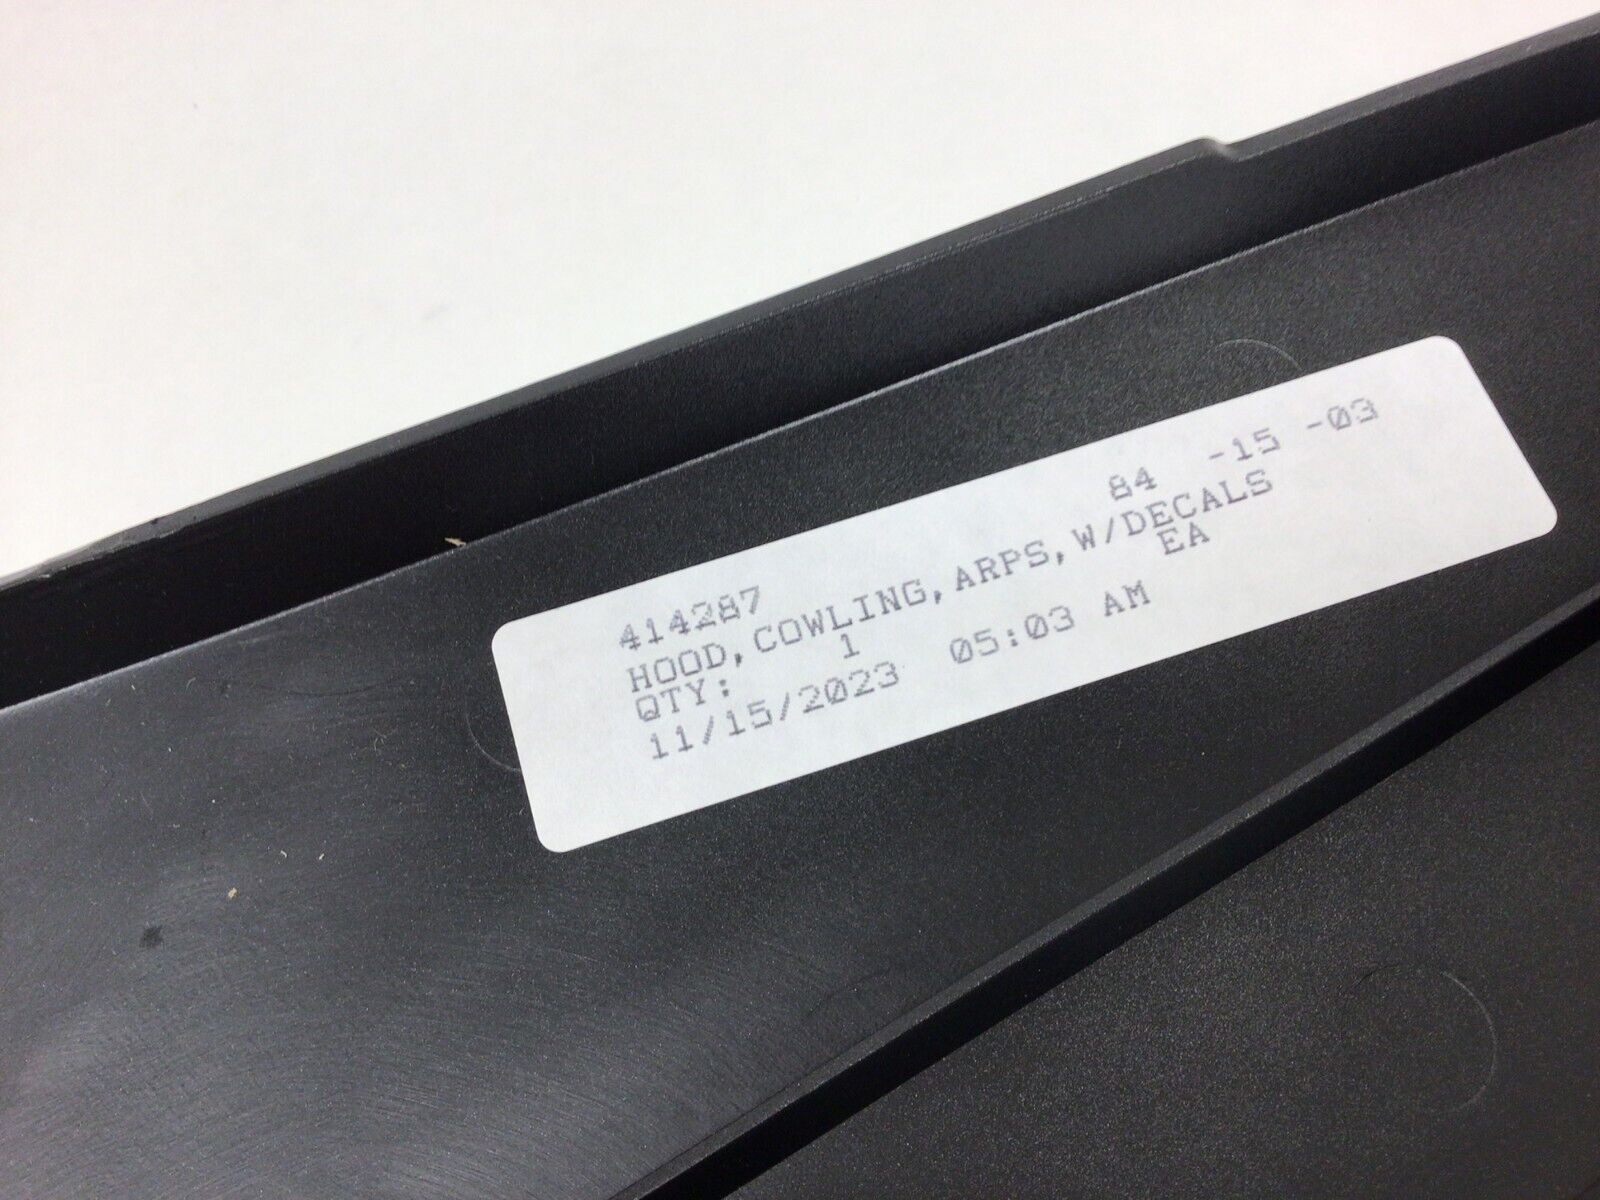 414287 84 -15 -03
HOOD,COWLING,ARPS,W/DECALS
QTY: 1 EA
11/15/2023 05:03 AM